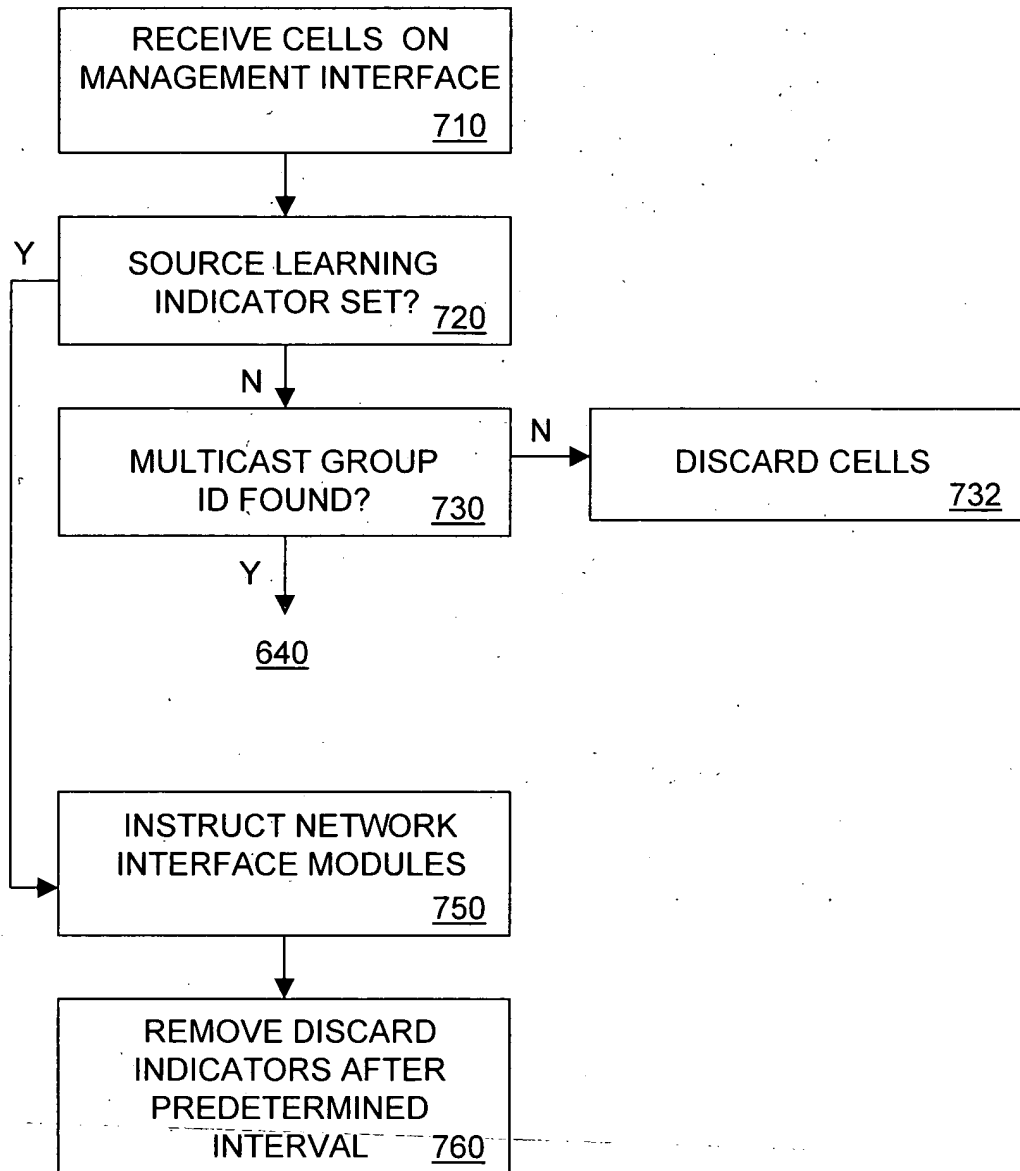 RECEIVE CELLS ON
MANAGEMENT INTERFACE
710
Y
SOURCE LEARNING
INDICATOR SET?
720
N
MULTICAST GROUP
ID FOUND?
730
N
DISCARD CELLS
732
Y
640
INSTRUCT NETWORK
INTERFACE MODULES
750
REMOVE DISCARD
INDICATORS AFTER
PREDETERMINED
INTERVAL
760